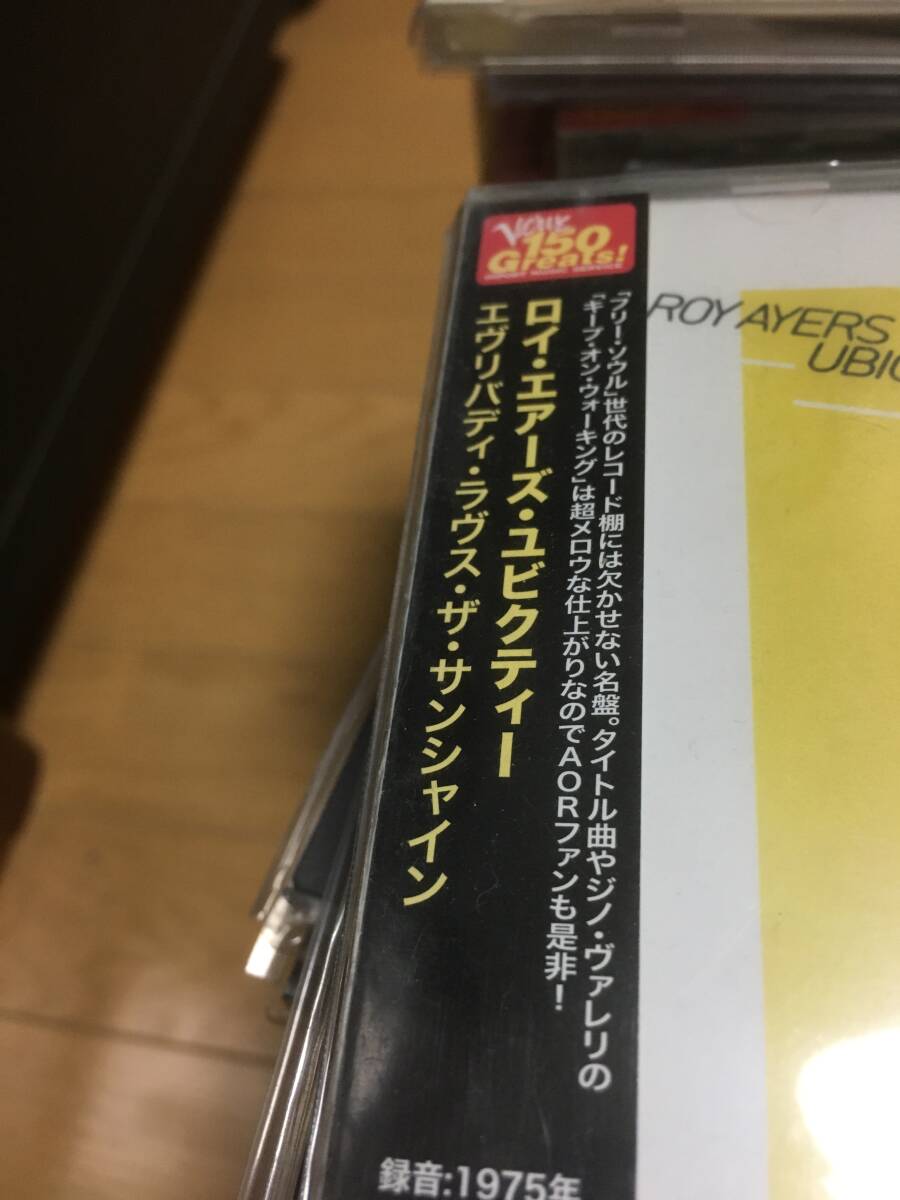 Verve
150
Greats!
「フリー・ソウル」世代のレコード棚には欠かせない名盤。タイトル曲やジノ・ヴァレリの
「キープ・オン・ウォーキング」は超メロウな仕上がりなのでAORファンも是非!
ロイ・エアーズ・ユビクティー
エヴリバディ・ラヴス・ザ・サンシャイン
録音:1975年
ROY AYERS
UBIQ